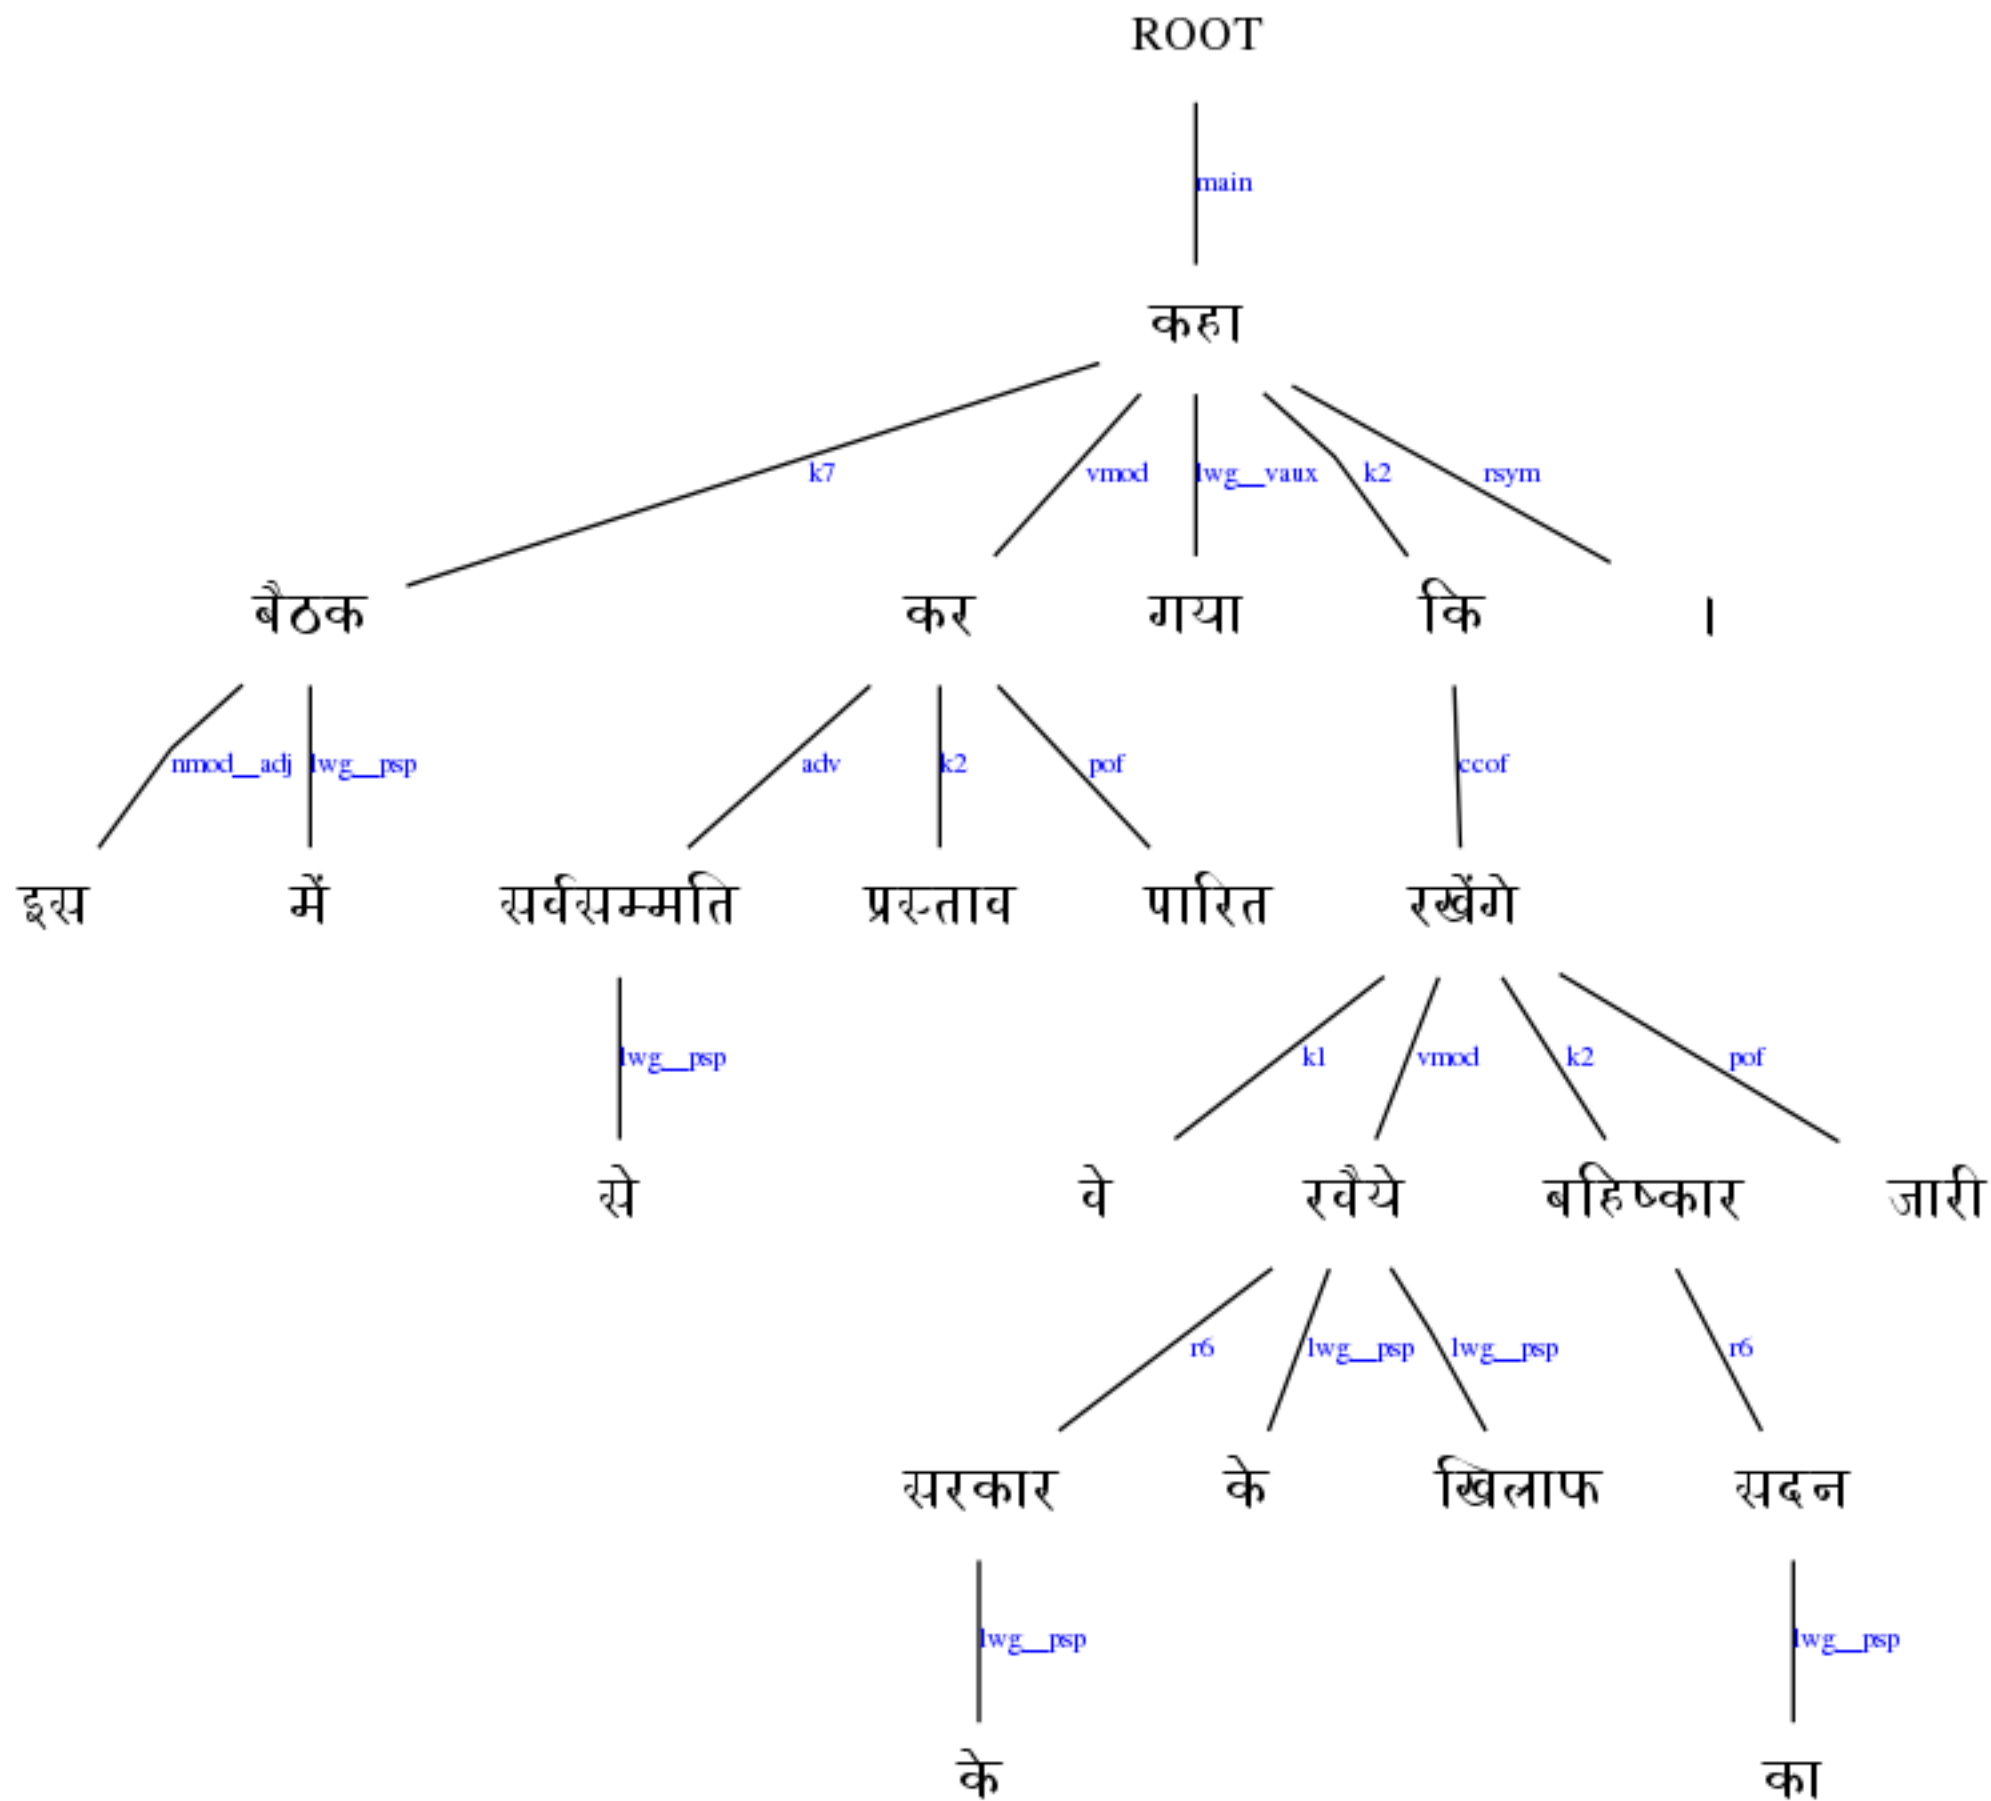 ROOT
main
कहा
k7 vmod lwg__vaux k2 rsym
बैठक कर गया कि ।
nmod__adj lwg__psp adv k2 pof ccof
इस में सर्वसम्मति प्रस्ताव पारित रखेंगे
lwg__psp k1 vmod k2 pof
से वे रवैये बहिष्कार जारी
r6 lwg__psp lwg__psp r6
सरकार के खिलाफ सदन
lwg__psp lwg__psp
के का